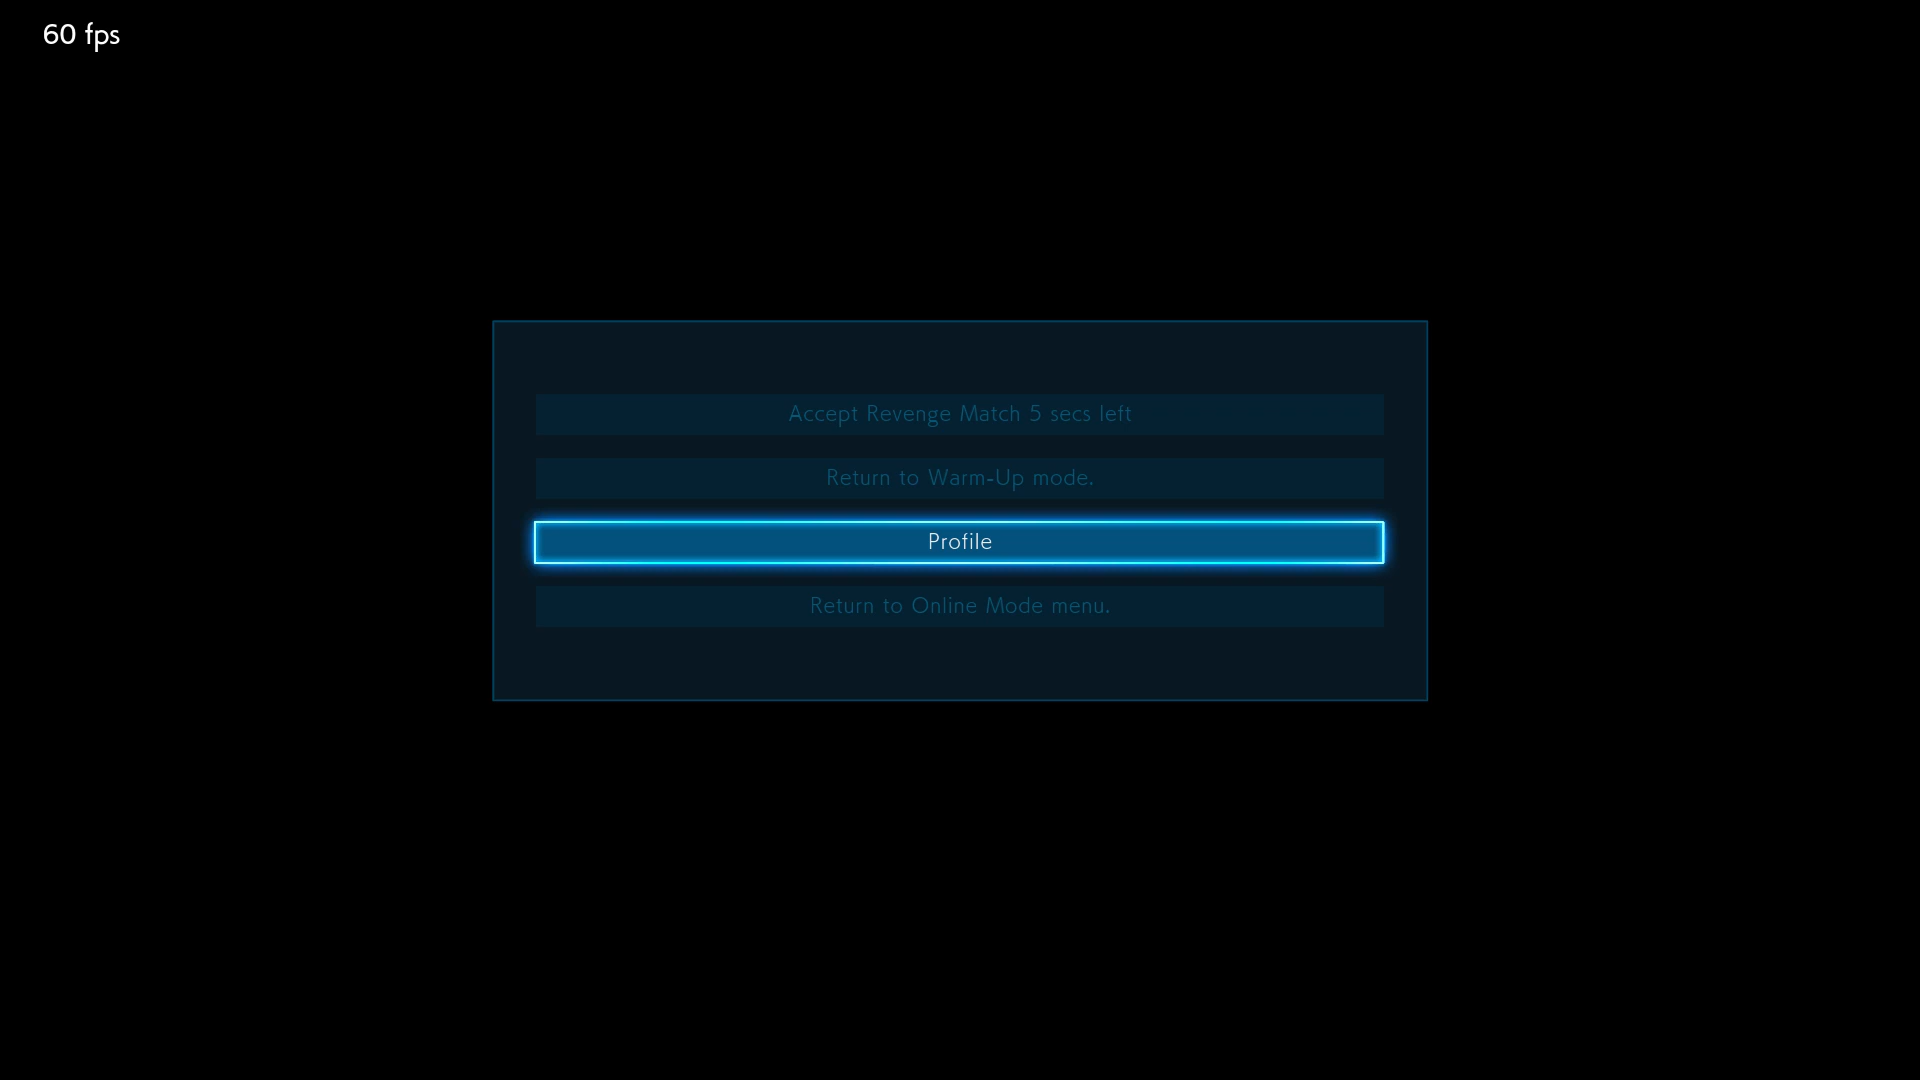 60 fps
Accept Revenge Match 5 secs left
Return to Warm-Up mode.
Profile
Return to Online Mode menu.